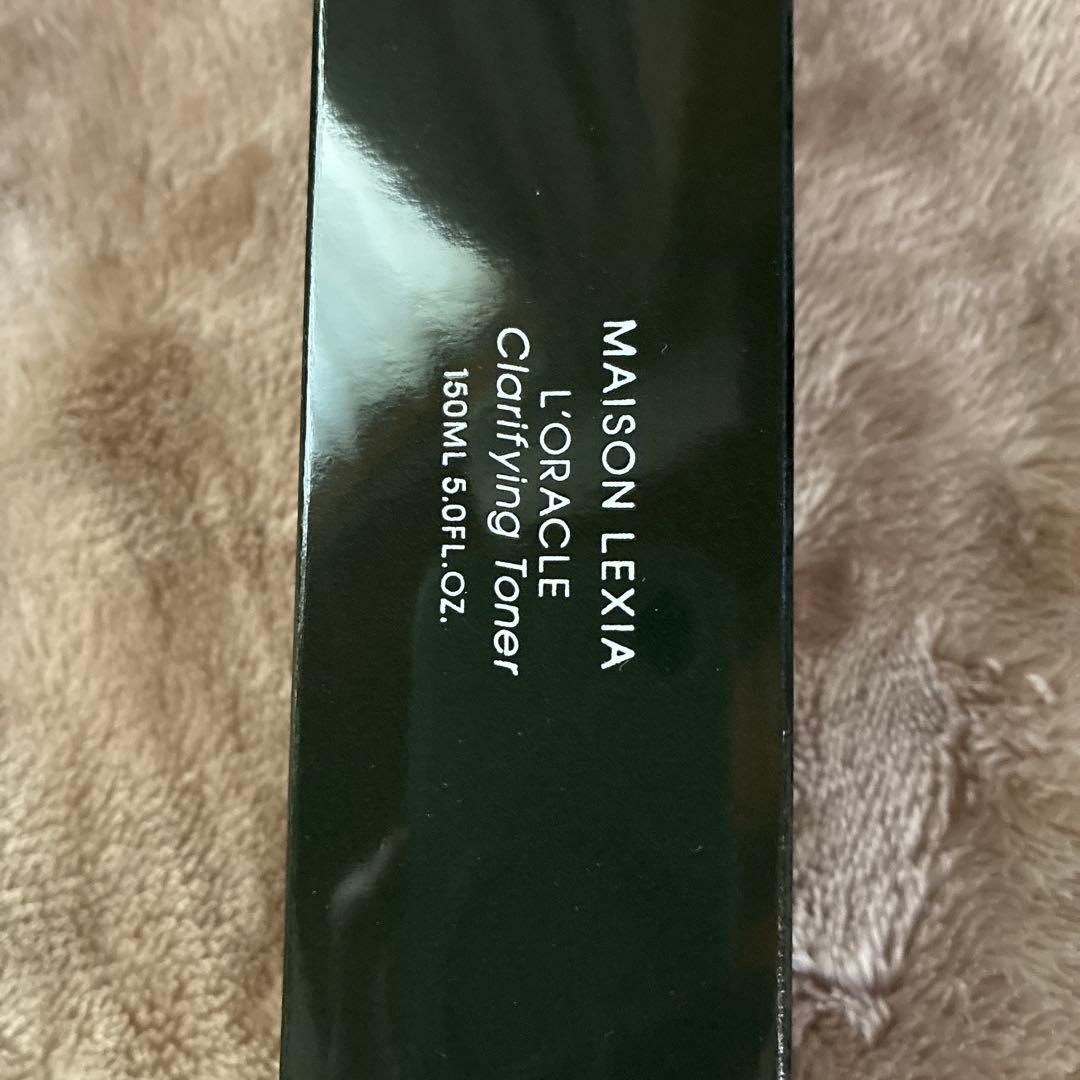 MAISON LEXIA
L'ORACLE
Clarifying Toner
150ML 5.0FL.OZ.